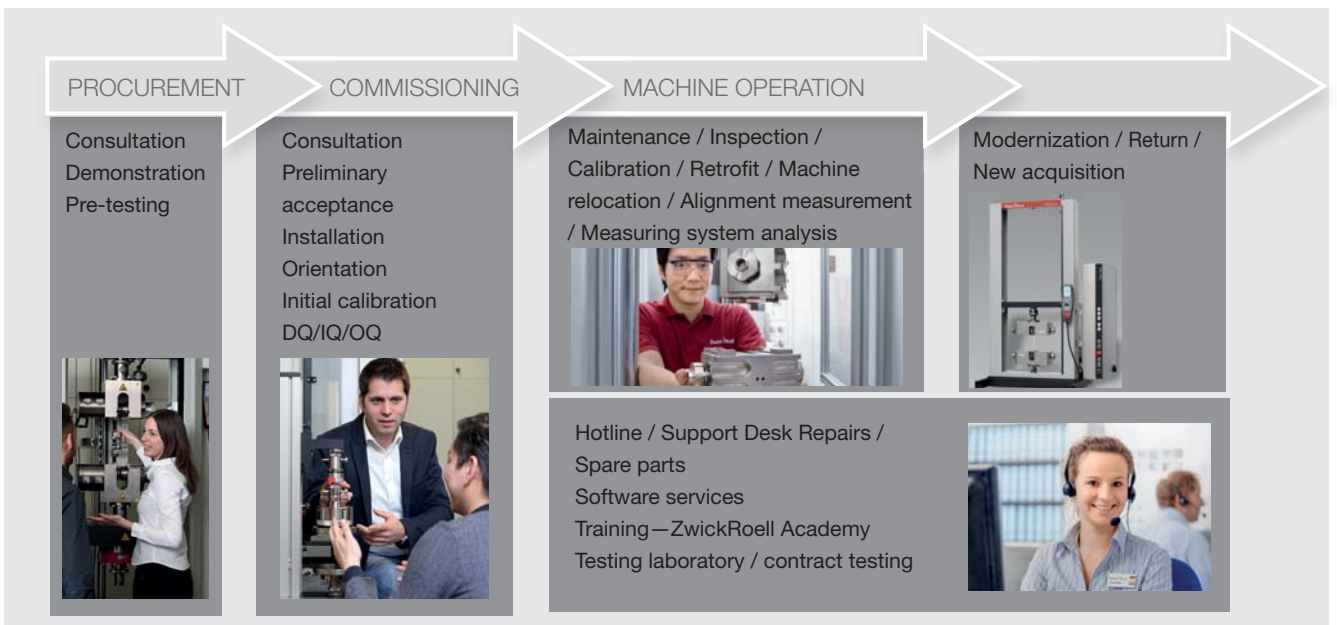 PROCUREMENT
COMMISSIONING
MACHINE OPERATION
Consultation
Demonstration
Pre-testing
Consultation
Preliminary
acceptance
Installation
Orientation
Initial calibration
DQ/IQ/OQ
Maintenance / Inspection /
Calibration / Retrofit / Machine
relocation / Alignment measurement
/ Measuring system analysis
Modernization / Return /
New acquisition
Hotline / Support Desk Repairs /
Spare parts
Software services
Training—ZwickRoell Academy
Testing laboratory / contract testing